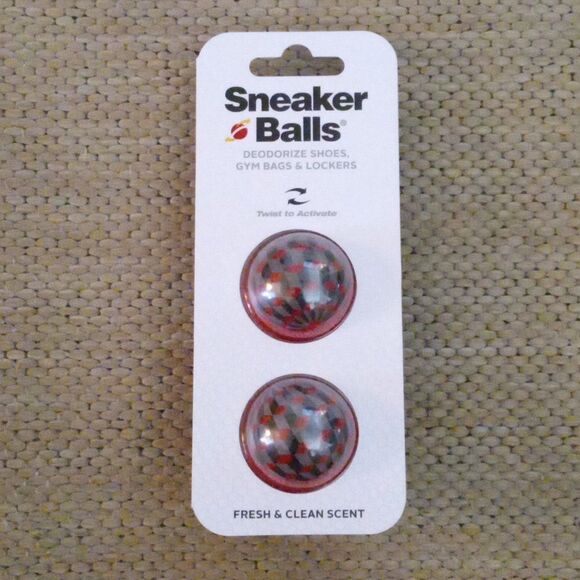 Sneaker
Balls®
DEODORIZE SHOES,
GYM BAGS & LOCKERS
Twist to Activate
FRESH & CLEAN SCENT